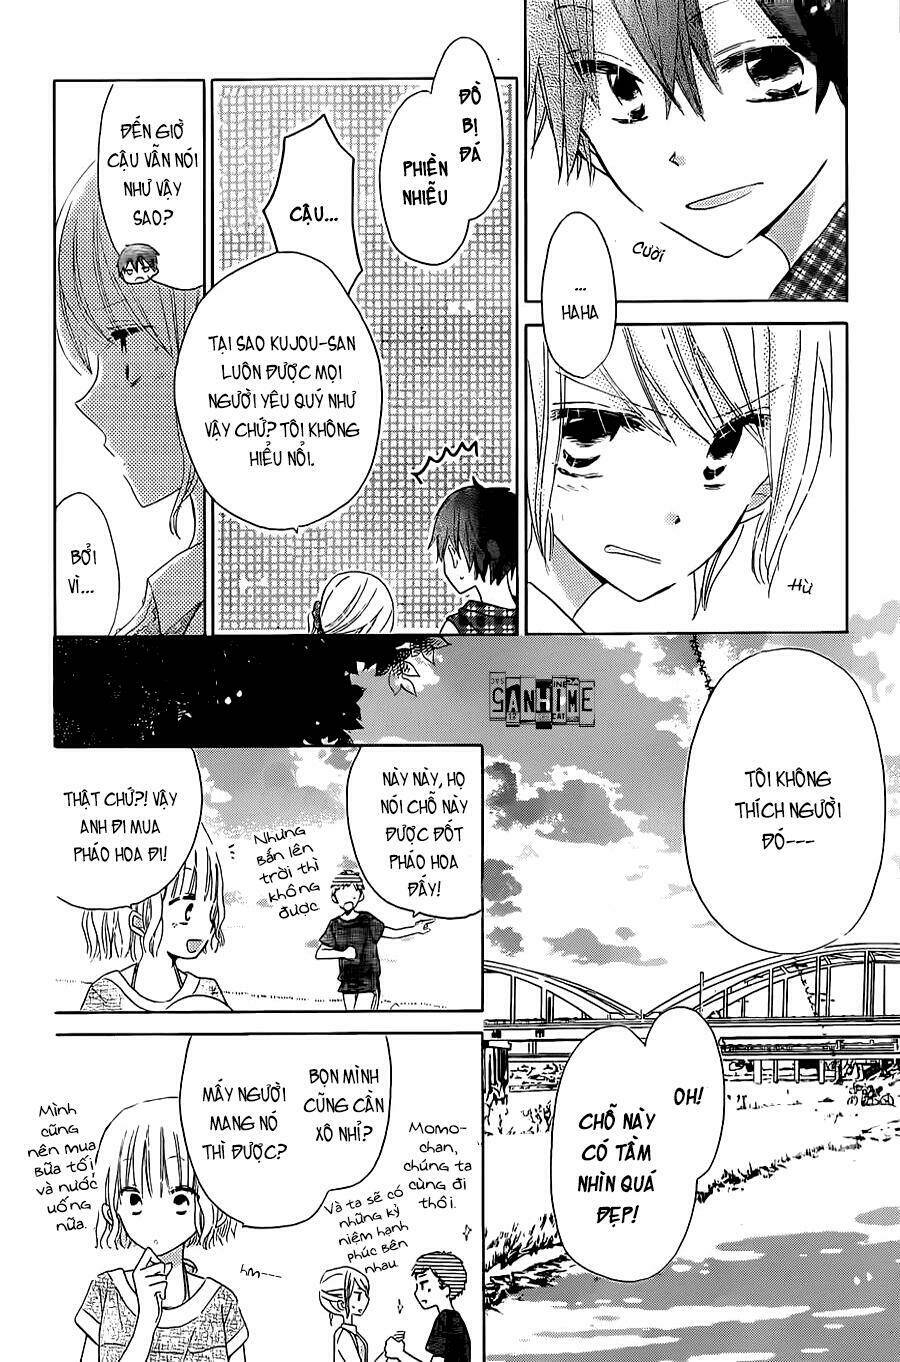 Cười
...
HAHA
Hừ
ĐỒ
BỊ
ĐÁ
PHIỀN
NHIỄU
CẬU...
TẠI SAO KUJOU-SAN
LUÔN ĐƯỢC MỌI
NGƯỜI YÊU QUÝ NHƯ
VẬY CHỨ? TÔI KHÔNG
HIỂU NỔI.
ĐẾN GIỜ
CẬU VẪN NÓI
NHƯ VẬY
SAO?
BỞI
VÌ...
TÔI KHÔNG
THÍCH NGƯỜI
ĐÓ---
SANHIME
OH!
CHỖ NÀY
CÓ TẦM
NHÌN QUÁ
ĐẸP!
NÀY NÀY, HỌ
NÓI CHỖ NÀY
ĐƯỢC ĐỐT
PHÁO HOA
ĐẤY!
Nhưng
bắn lên
trời thì
không
được
THẬT CHỨ?! VẬY
ANH ĐI MUA
PHÁO HOA ĐI!
BỌN MÌNH
CŨNG CẦN
XÔ NHỈ?
MẤY NGƯỜI
MANG NÓ
THÌ ĐƯỢC?
Momo-
chan,
chúng ta
cùng đi
thôi.
Và ta sẽ có
những kỷ
niệm hạnh
phúc bên
nhau.
Mình
cũng
nên mua
bữa tối
và nước
uống
nữa.
hm---